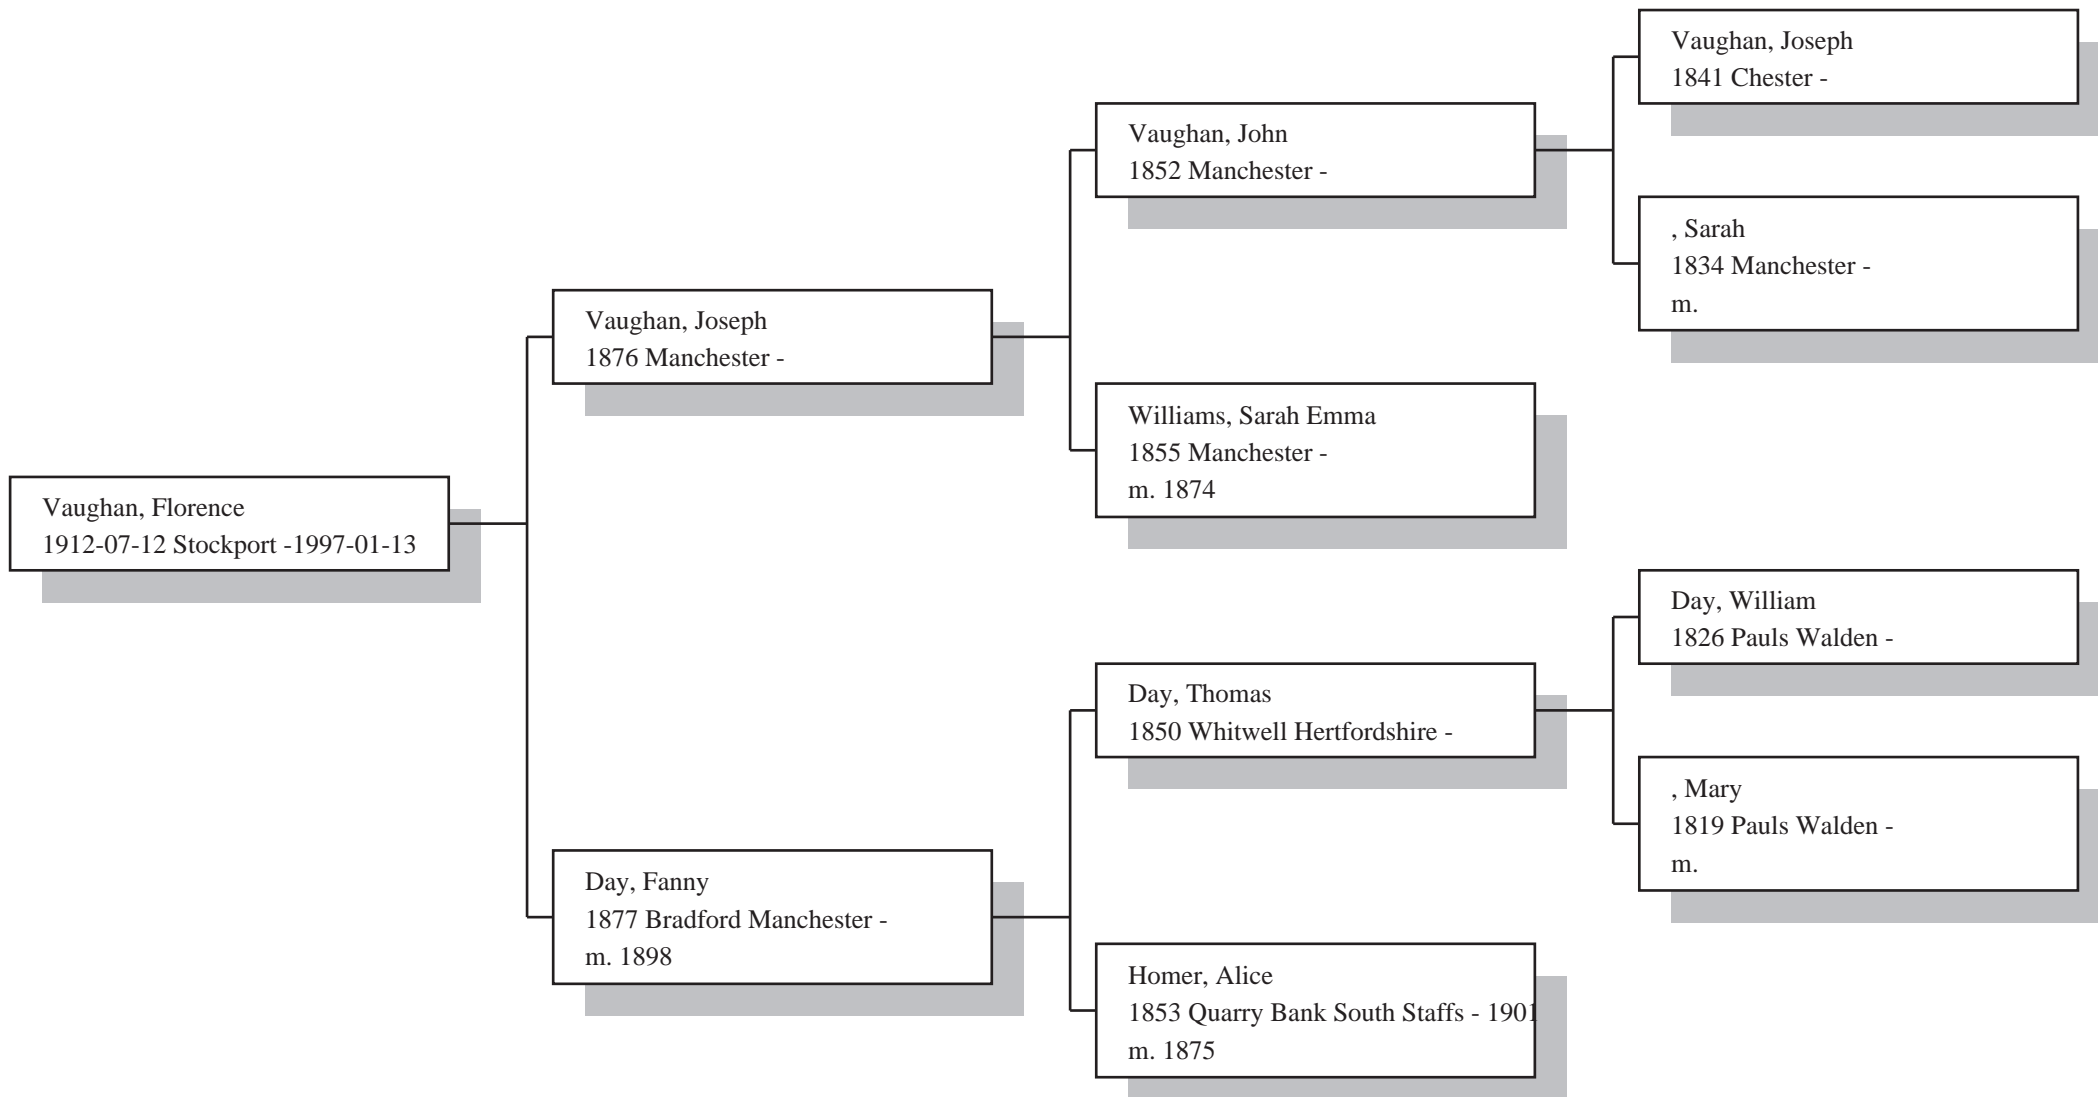 Vaughan, Florence
1912-07-12 Stockport -1997-01-13
Vaughan, Joseph
1876 Manchester -
Day, Fanny
1877 Bradford Manchester -
m. 1898
Vaughan, John
1852 Manchester -
Williams, Sarah Emma
1855 Manchester -
m. 1874
Day, Thomas
1850 Whitwell Hertfordshire -
Homer, Alice
1853 Quarry Bank South Staffs - 1901
m. 1875
Vaughan, Joseph
1841 Chester -
, Sarah
1834 Manchester -
m.
Day, William
1826 Pauls Walden -
, Mary
1819 Pauls Walden -
m.